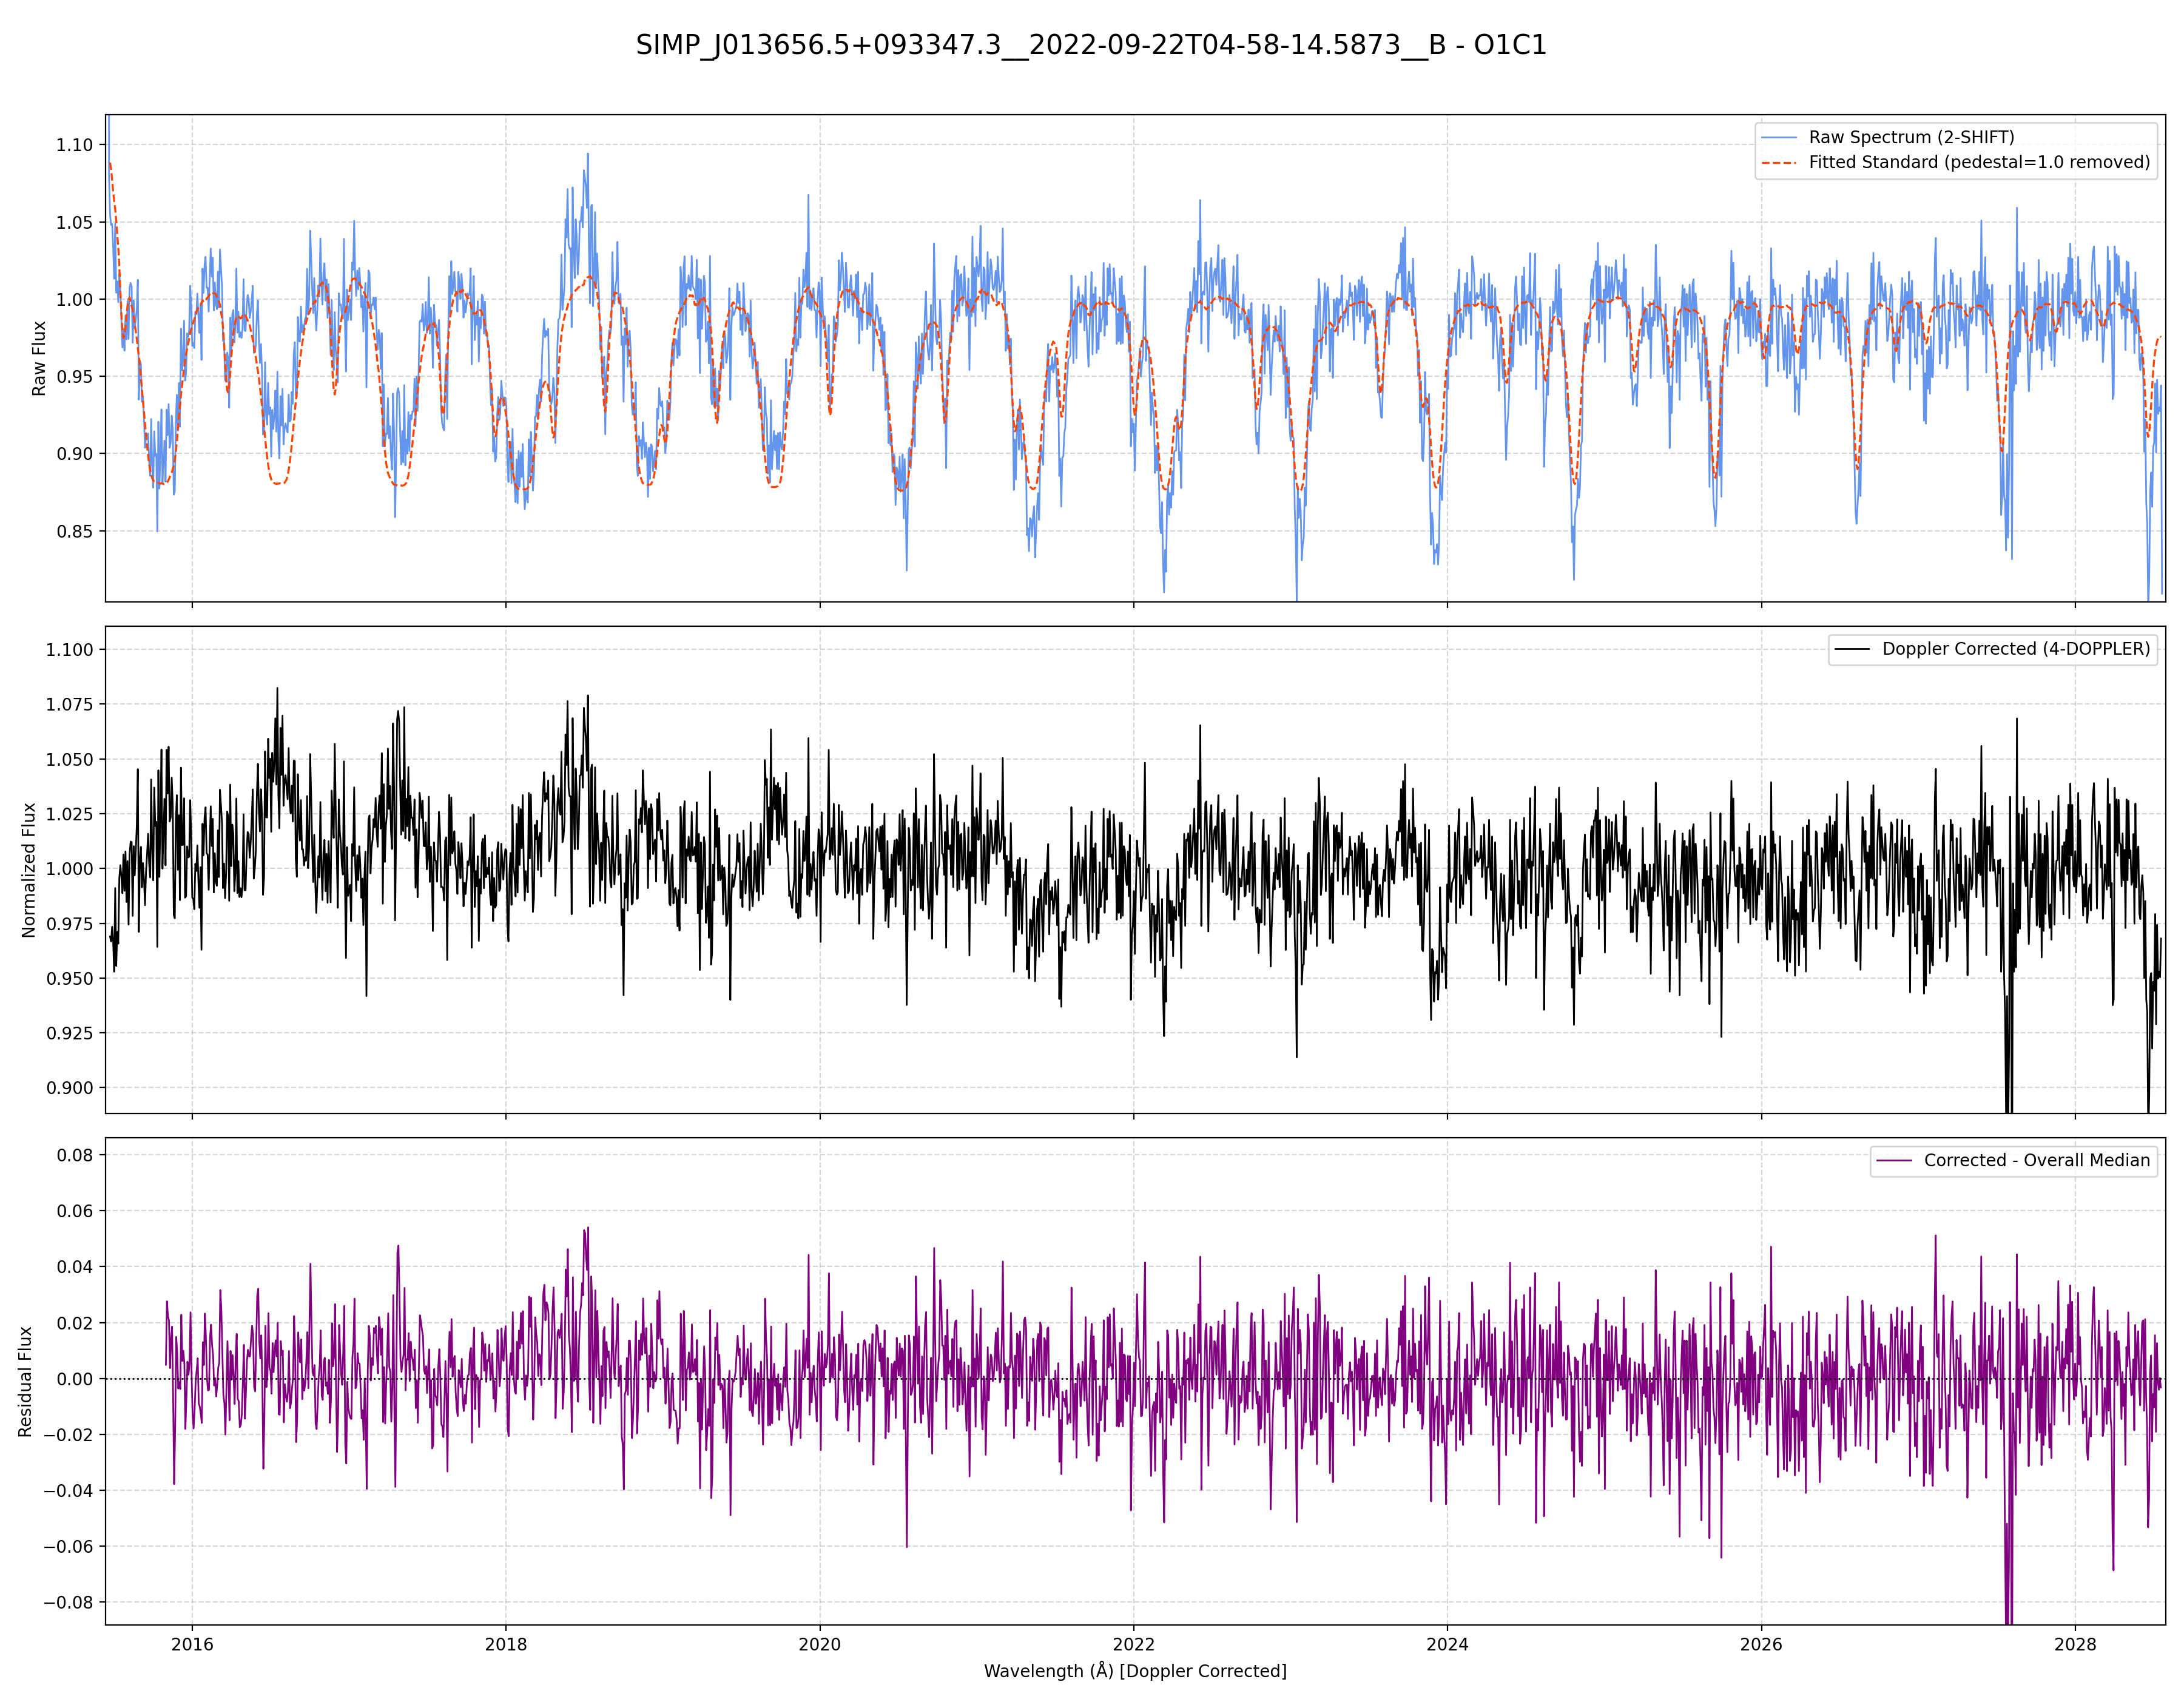 SIMP_J013656.5+093347.3__2022-09-22T04-58-14.5873__B - O1C1
Raw Flux
1.10
1.05
1.00
0.95
0.90
0.85
Raw Spectrum (2-SHIFT)
Fitted Standard (pedestal=1.0 removed)
Normalized Flux
1.100
1.075
1.050
1.025
1.000
0.975
0.950
0.925
0.900
Doppler Corrected (4-DOPPLER)
Residual Flux
0.08
0.06
0.04
0.02
0.00
−0.02
−0.04
−0.06
−0.08
Corrected - Overall Median
2016 2018 2020 2022 2024 2026 2028
Wavelength (Å) [Doppler Corrected]